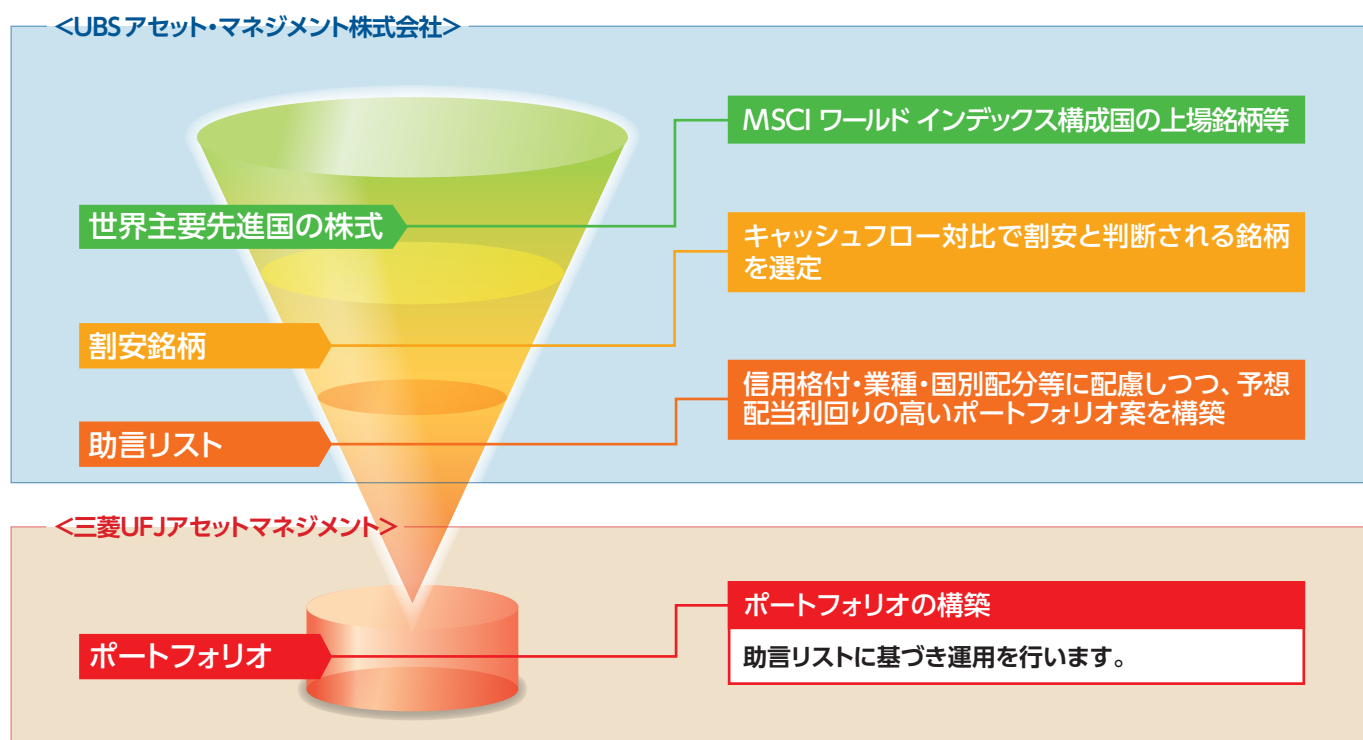 <UBSアセット・マネジメント株式会社>
MSCI ワールド インデックス構成国の上場銘柄等
世界主要先進国の株式
キャッシュフロー対比で割安と判断される銘柄
を選定
割安銘柄
信用格付・業種・国別配分等に配慮しつつ、予想
配当利回りの高いポートフォリオ案を構築
助言リスト
<三菱UFJアセットマネジメント>
ポートフォリオの構築
ポートフォリオ
助言リストに基づき運用を行います。